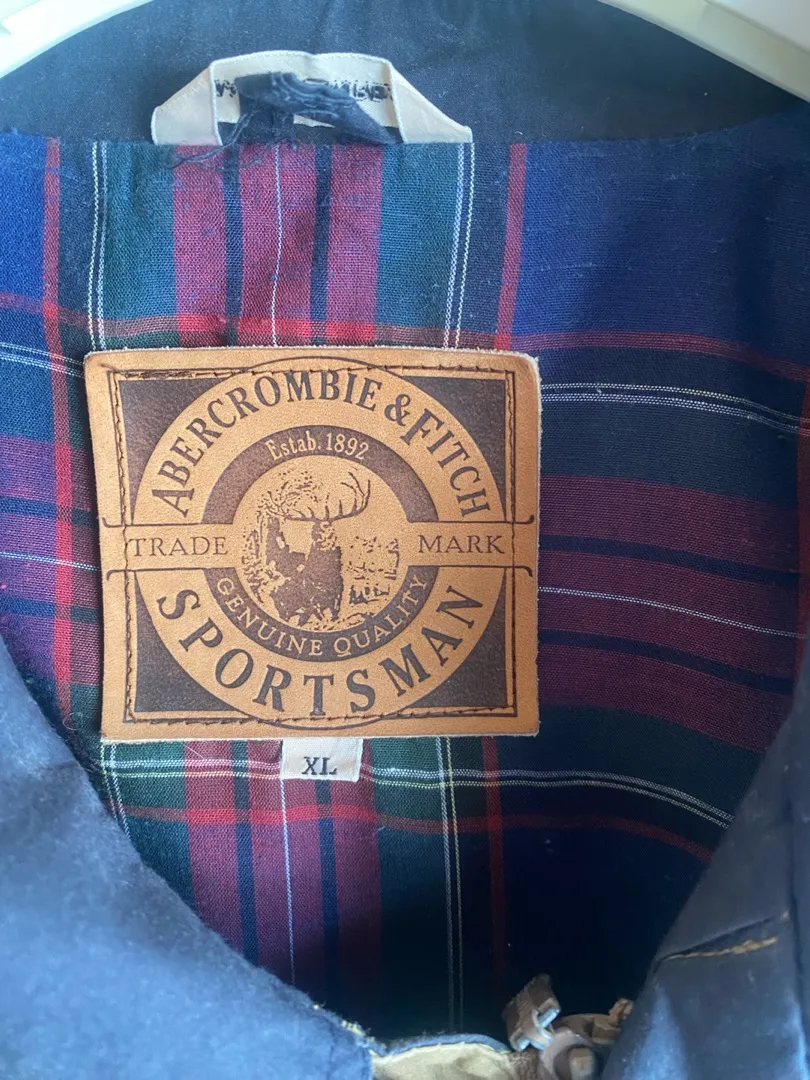 ABERCROMBIE & FITCH
Estab. 1892
TRADE MARK
GENUINE QUALITY
SPORTSMAN
XL